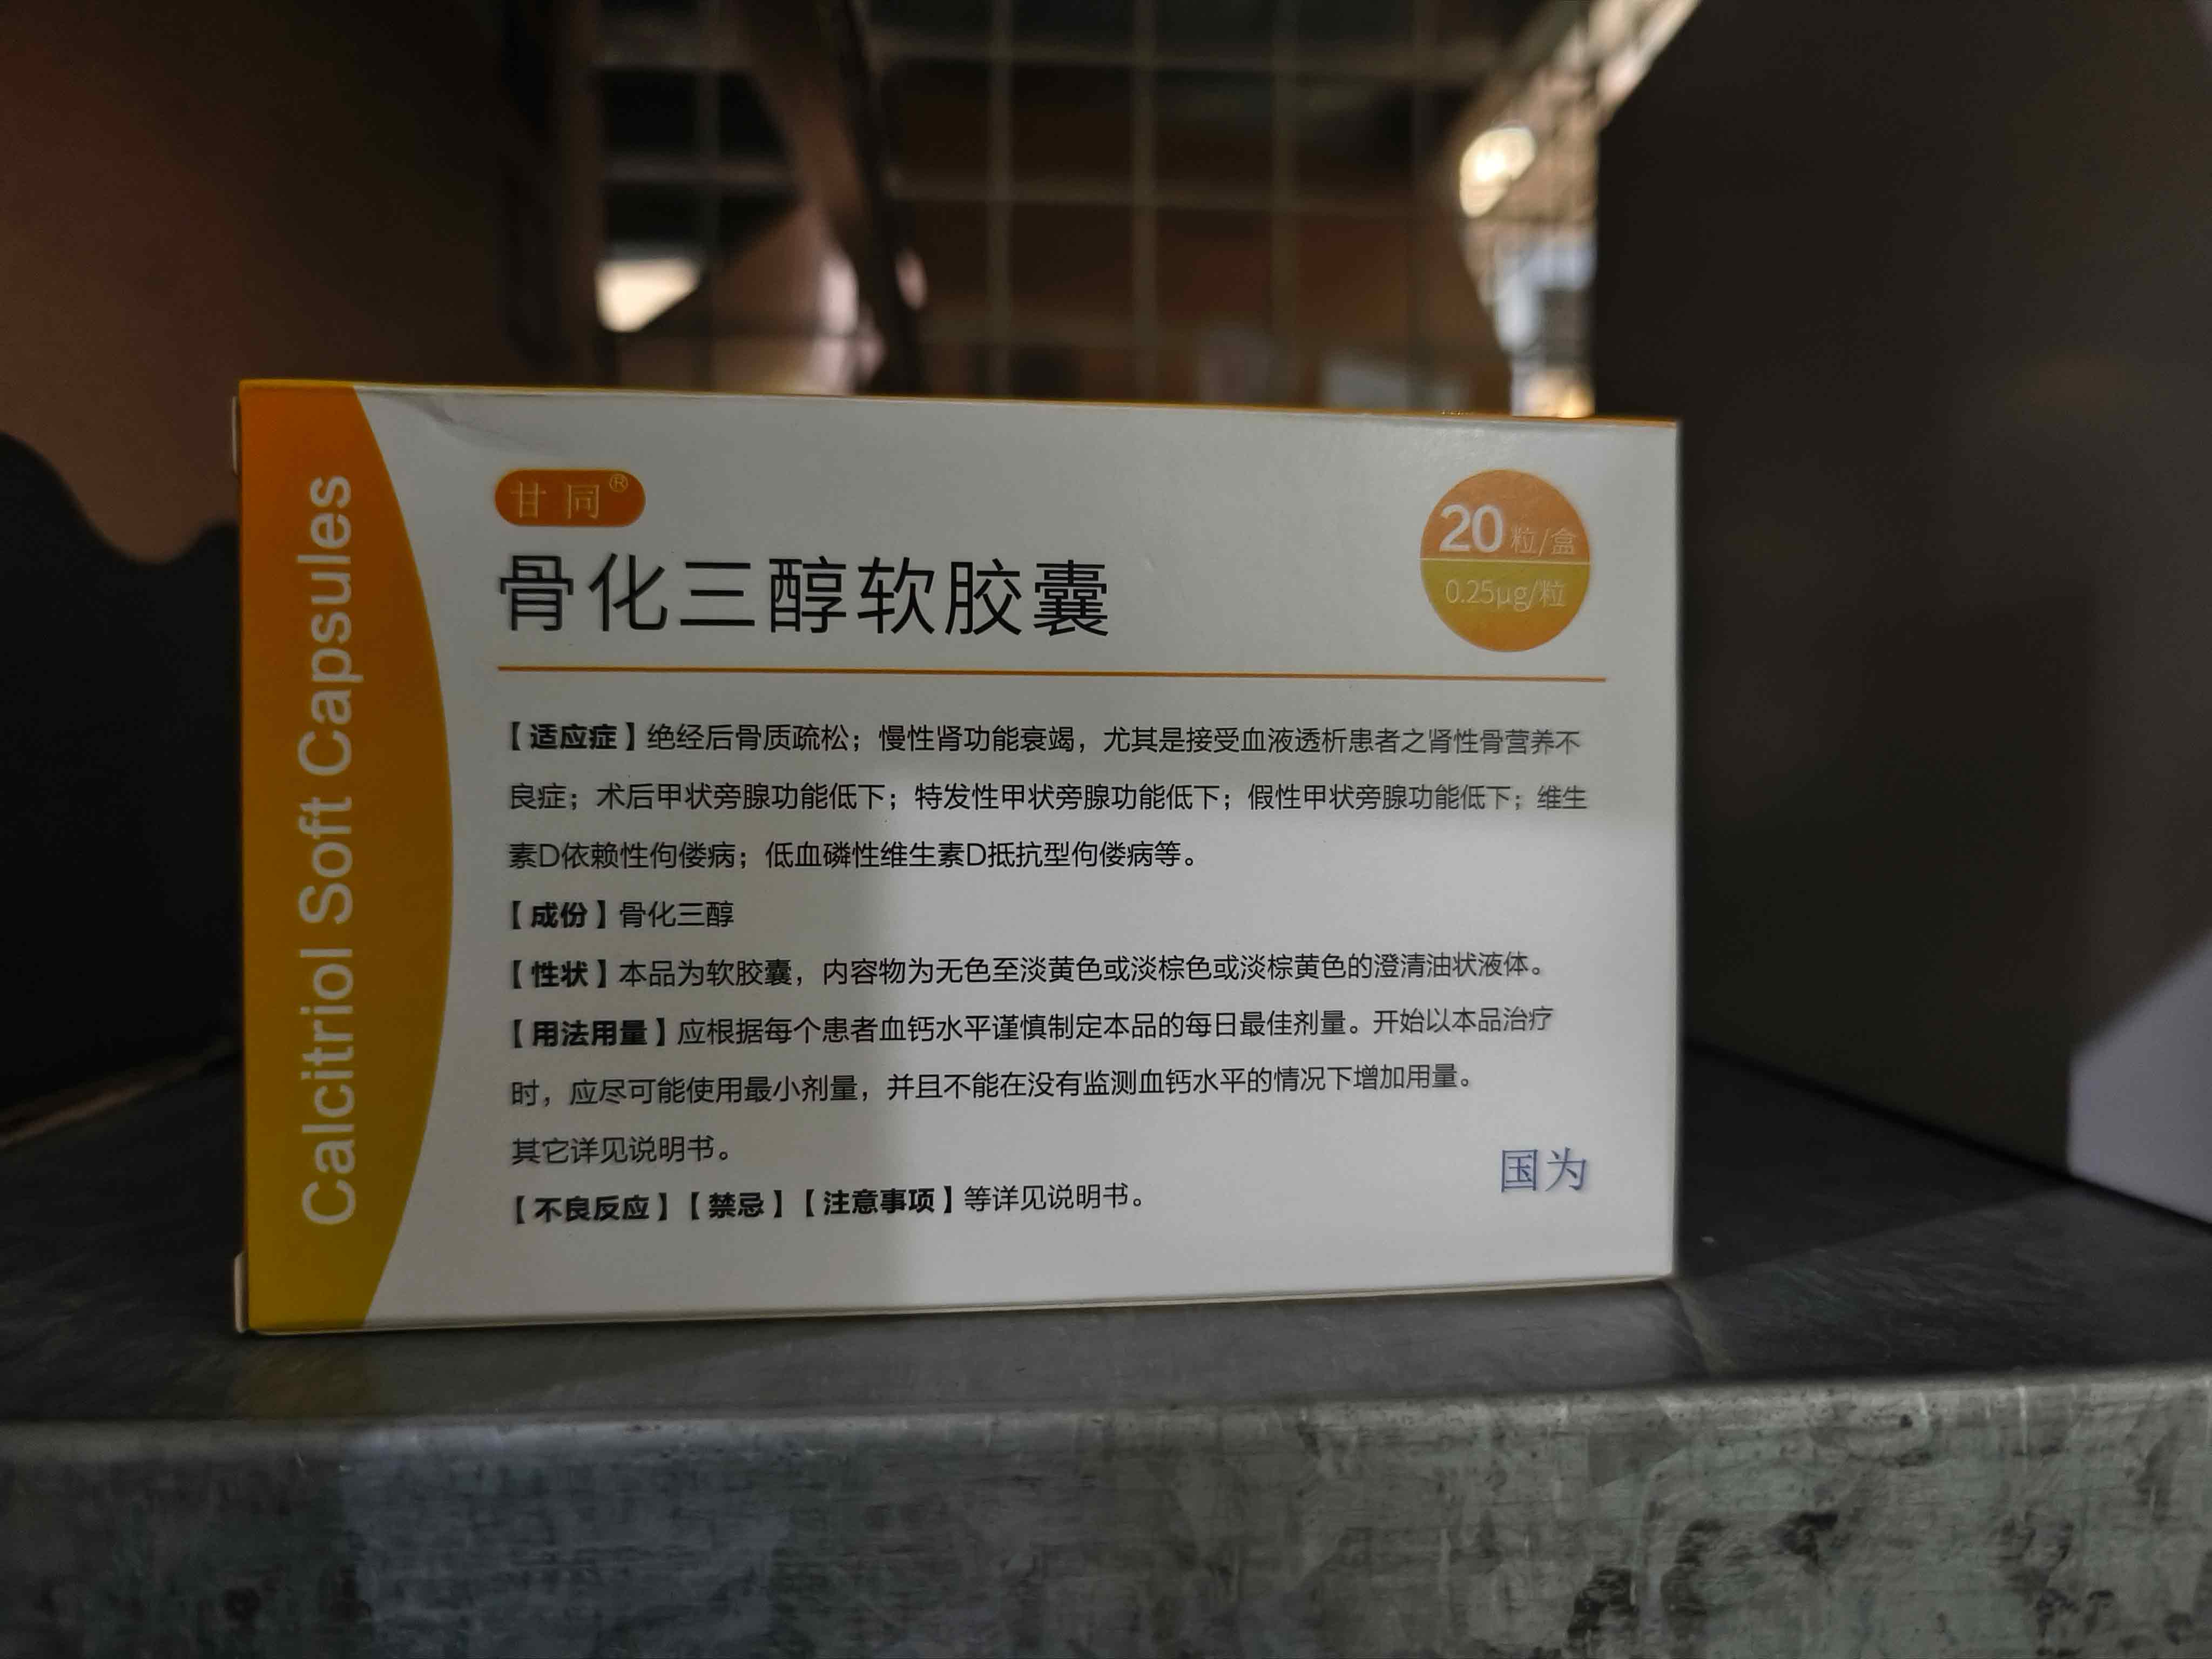 甘同®
骨化三醇软胶囊
20粒/盒
0.25μg/粒
Calcitriol Soft Capsules
【适应症】绝经后骨质疏松；慢性肾功能衰竭，尤其是接受血液透析患者之肾性骨营养不
良症；术后甲状旁腺功能低下；特发性甲状旁腺功能低下；假性甲状旁腺功能低下；维生
素D依赖性佝偻病；低血磷性维生素D抵抗型佝偻病等。
【成份】骨化三醇
【性状】本品为软胶囊，内容物为无色至淡黄色或淡棕色或淡棕黄色的澄清油状液体。
【用法用量】应根据每个患者血钙水平谨慎制定本品的每日最佳剂量。开始以本品治疗
时，应尽可能使用最小剂量，并且不能在没有监测血钙水平的情况下增加用量。
其它详见说明书。
【不良反应】【禁忌】【注意事项】等详见说明书。
国为